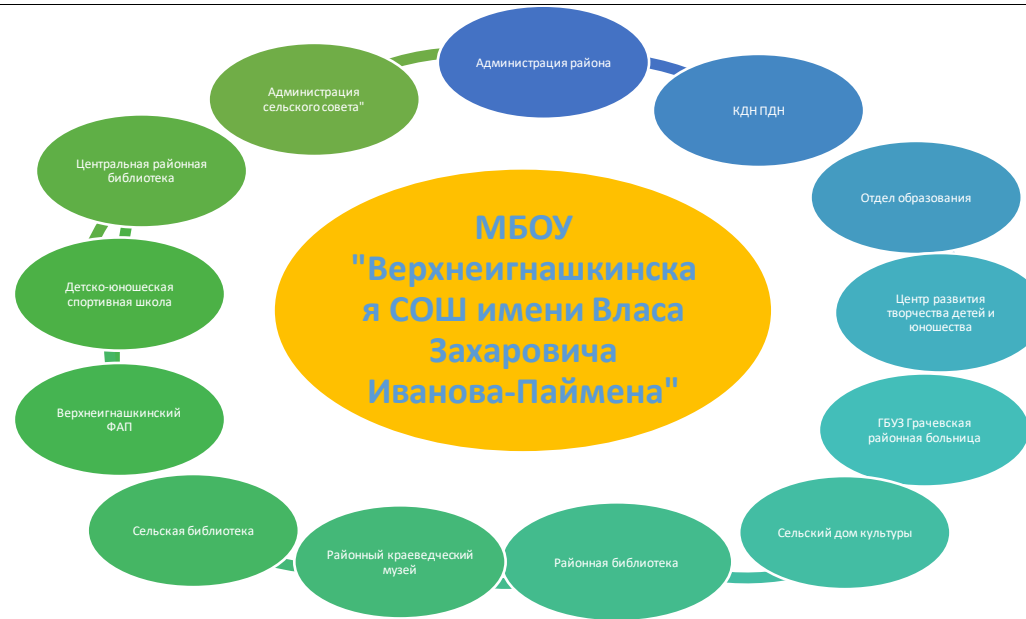 Администрация района
КДН ПДН
Отдел образования
Центр развития
творчества детей и
юношества
ГБУЗ Грачевская
районная больница
Сельский дом культуры
Районная библиотека
Районный краеведческий
музей
Сельская библиотека
Верхнеигнашкинский
ФАП
Детско-юношеская
спортивная школа
Центральная районная
библиотека
Администрация
сельского совета"
МБОУ
"Верхнеигнашкинска
я СОШ имени Власа
Захаровича
Иванова-Паймена"